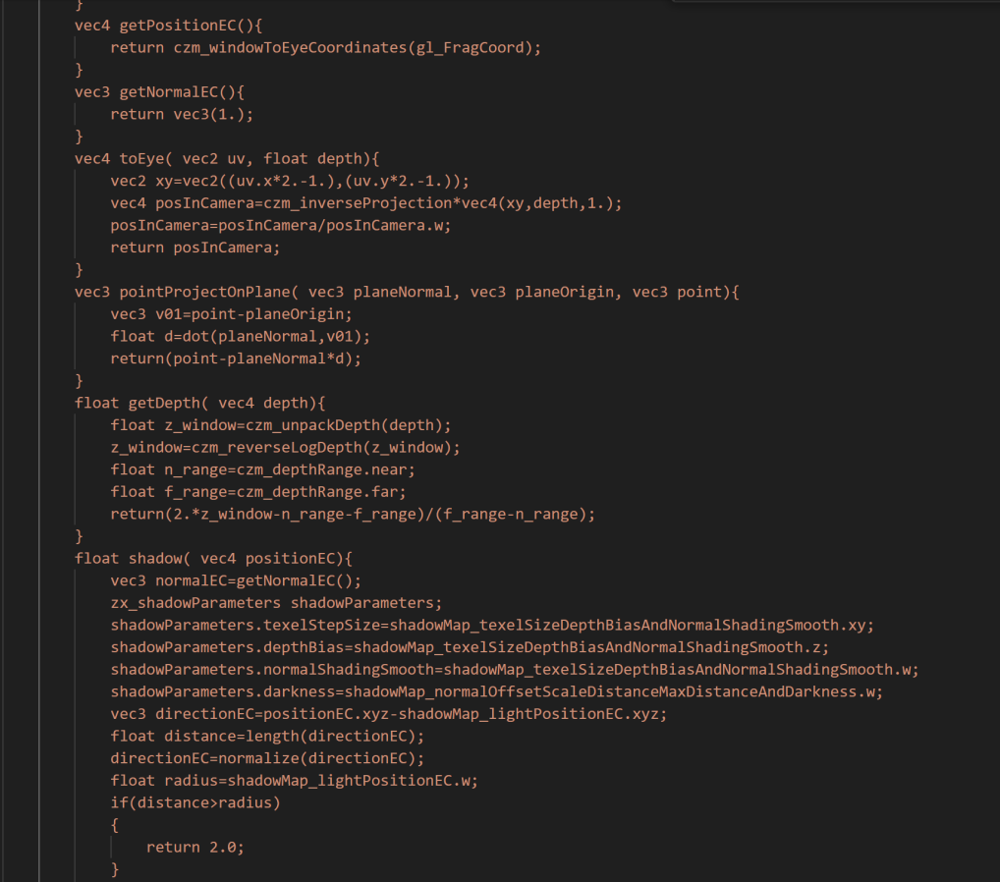 }
vec4 getPositionEC(){
return czm_windowToEyeCoordinates(gl_FragCoord);
}
vec3 getNormalEC(){
return vec3(1.);
}
vec4 toEye( vec2 uv, float depth){
vec2 xy=vec2((uv.x*2.-1.),(uv.y*2.-1.));
vec4 posInCamera=czm_inverseProjection*vec4(xy,depth,1.);
posInCamera=posInCamera/posInCamera.w;
return posInCamera;
}
vec3 pointProjectOnPlane( vec3 planeNormal, vec3 planeOrigin, vec3 point){
vec3 v01=point-planeOrigin;
float d=dot(planeNormal,v01);
return(point-planeNormal*d);
}
float getDepth( vec4 depth){
float z_window=czm_unpackDepth(depth);
z_window=czm_reverseLogDepth(z_window);
float n_range=czm_depthRange.near;
float f_range=czm_depthRange.far;
return(2.*z_window-n_range-f_range)/(f_range-n_range);
}
float shadow( vec4 positionEC){
vec3 normalEC=getNormalEC();
zx_shadowParameters shadowParameters;
shadowParameters.texelStepSize=shadowMap_texelSizeDepthBiasAndNormalShadingSmooth.xy;
shadowParameters.depthBias=shadowMap_texelSizeDepthBiasAndNormalShadingSmooth.z;
shadowParameters.normalShadingSmooth=shadowMap_texelSizeDepthBiasAndNormalShadingSmooth.w;
shadowParameters.darkness=shadowMap_normalOffsetScaleDistanceMaxDistanceAndDarkness.w;
vec3 directionEC=positionEC.xyz-shadowMap_lightPositionEC.xyz;
float distance=length(directionEC);
directionEC=normalize(directionEC);
float radius=shadowMap_lightPositionEC.w;
if(distance>radius)
{
return 2.0;
}